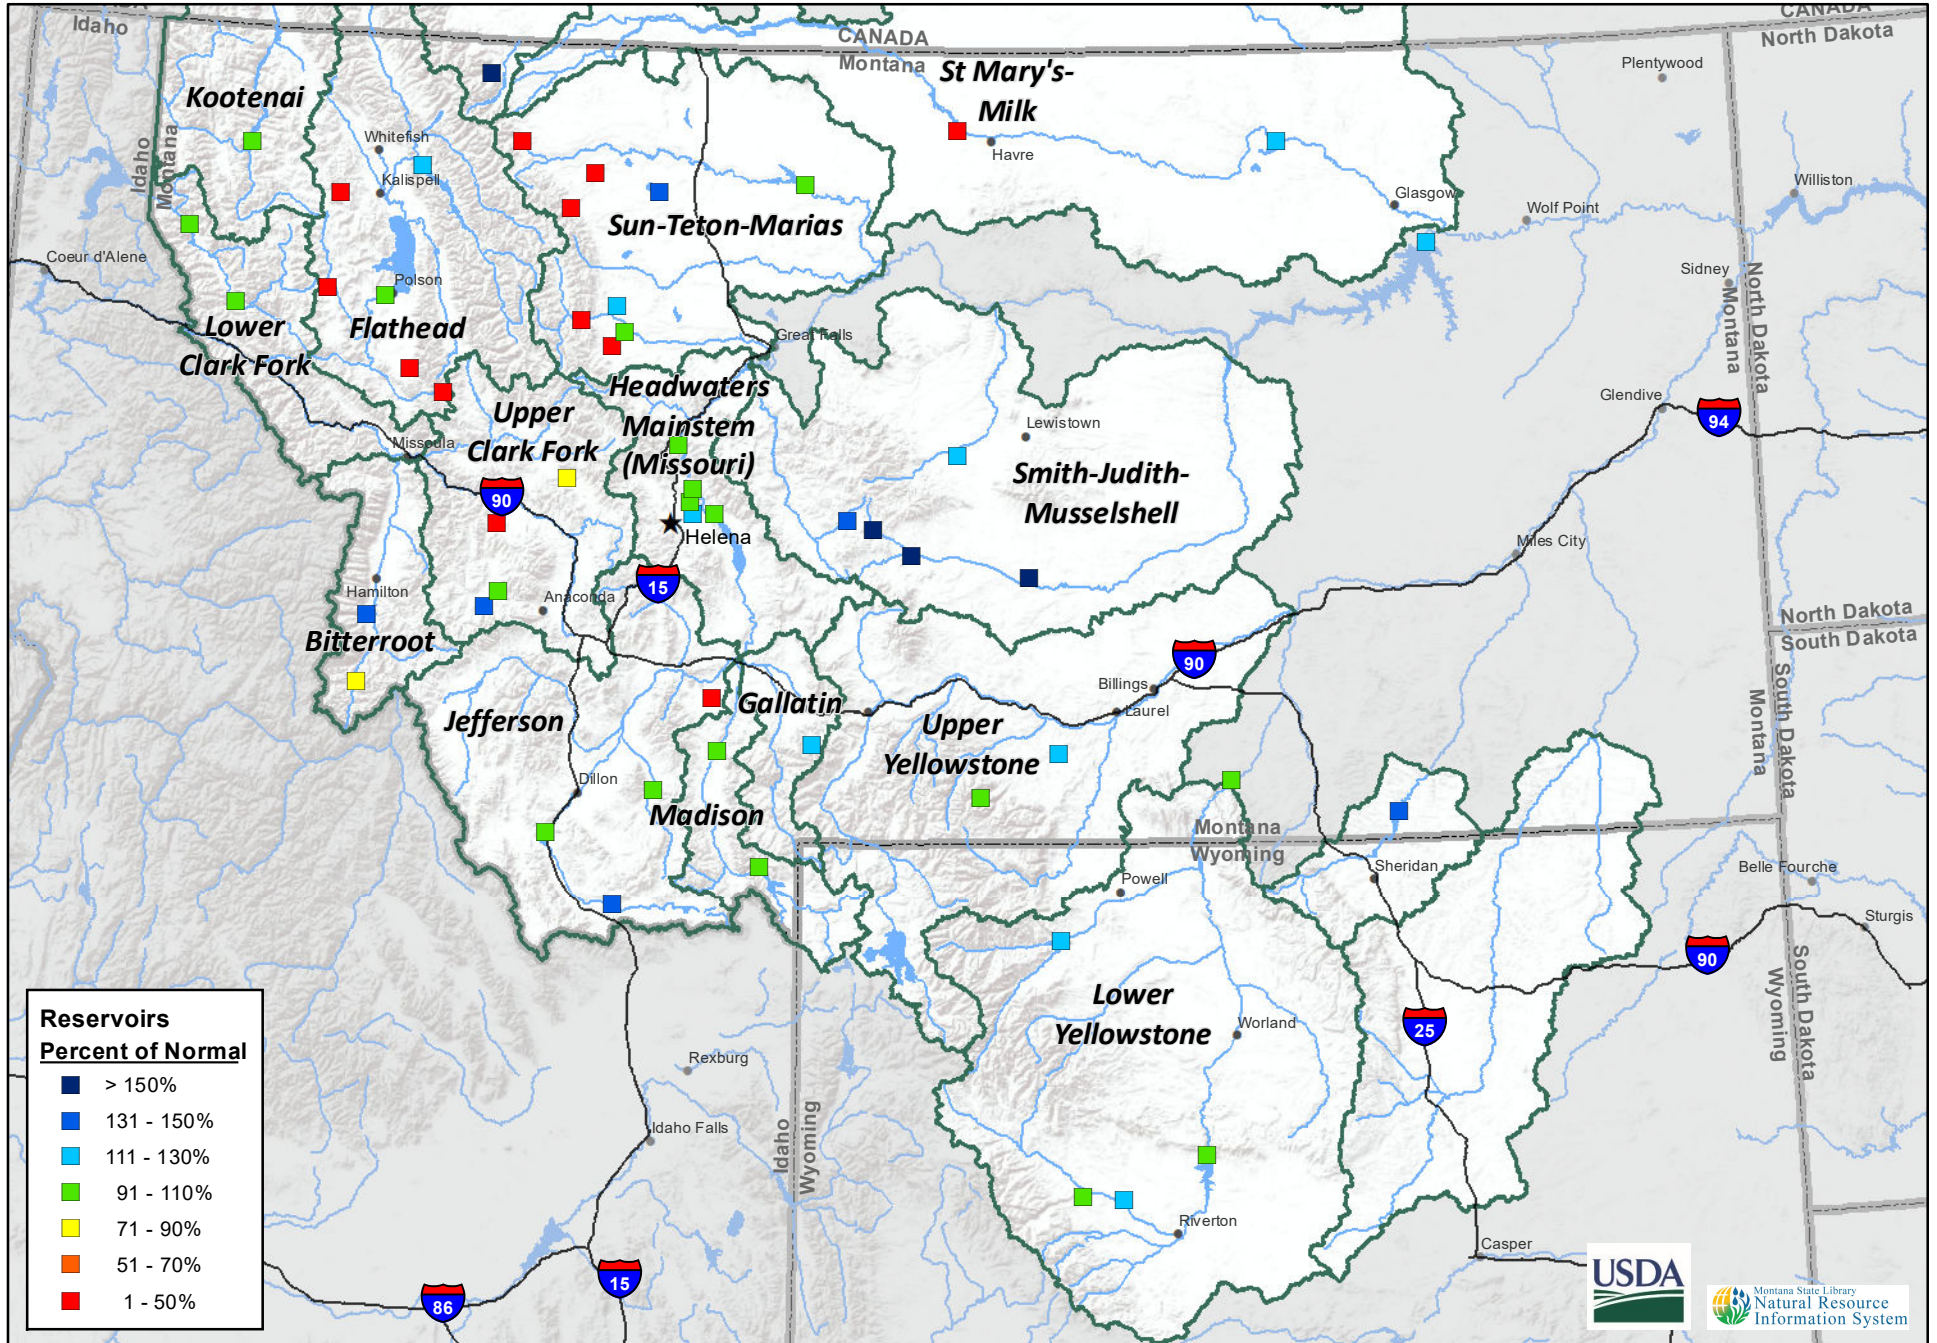 CANADA
Idaho
CANADA
Montana
CANADA
North Dakota
Kootenai
St Mary's-
Milk
Plentywood
Idaho
Montana
Whitefish
Havre
Kalispell
Sun-Teton-Marias
Glasgow
Wolf Point
Williston
Coeur d'Alene
Polson
Sidney
Montana
North Dakota
Lower
Clark Fork
Flathead
Great Falls
Headwaters
Mainstem
(Missouri)
Upper
Clark Fork
Missoula
Lewistown
Smith-Judith-
Musselshell
Glendive
94
90
Helena
Miles City
15
Hamilton
Anaconda
Bitterroot
North Dakota
South Dakota
90
Billings
Laurel
Jefferson
Gallatin
Upper
Yellowstone
Montana
South Dakota
Dillon
Madison
Montana
Wyoming
Powell
Sheridan
Belle Fourche
Sturgis
90
Lower
Yellowstone
Worland
25
Wyoming
South Dakota
Rexburg
Idaho Falls
Idaho
Wyoming
Riverton
Casper
15
86
Reservoirs
Percent of Normal
> 150%
131 - 150%
111 - 130%
91 - 110%
71 - 90%
51 - 70%
1 - 50%
USDA
Montana State Library
Natural Resource
Information System